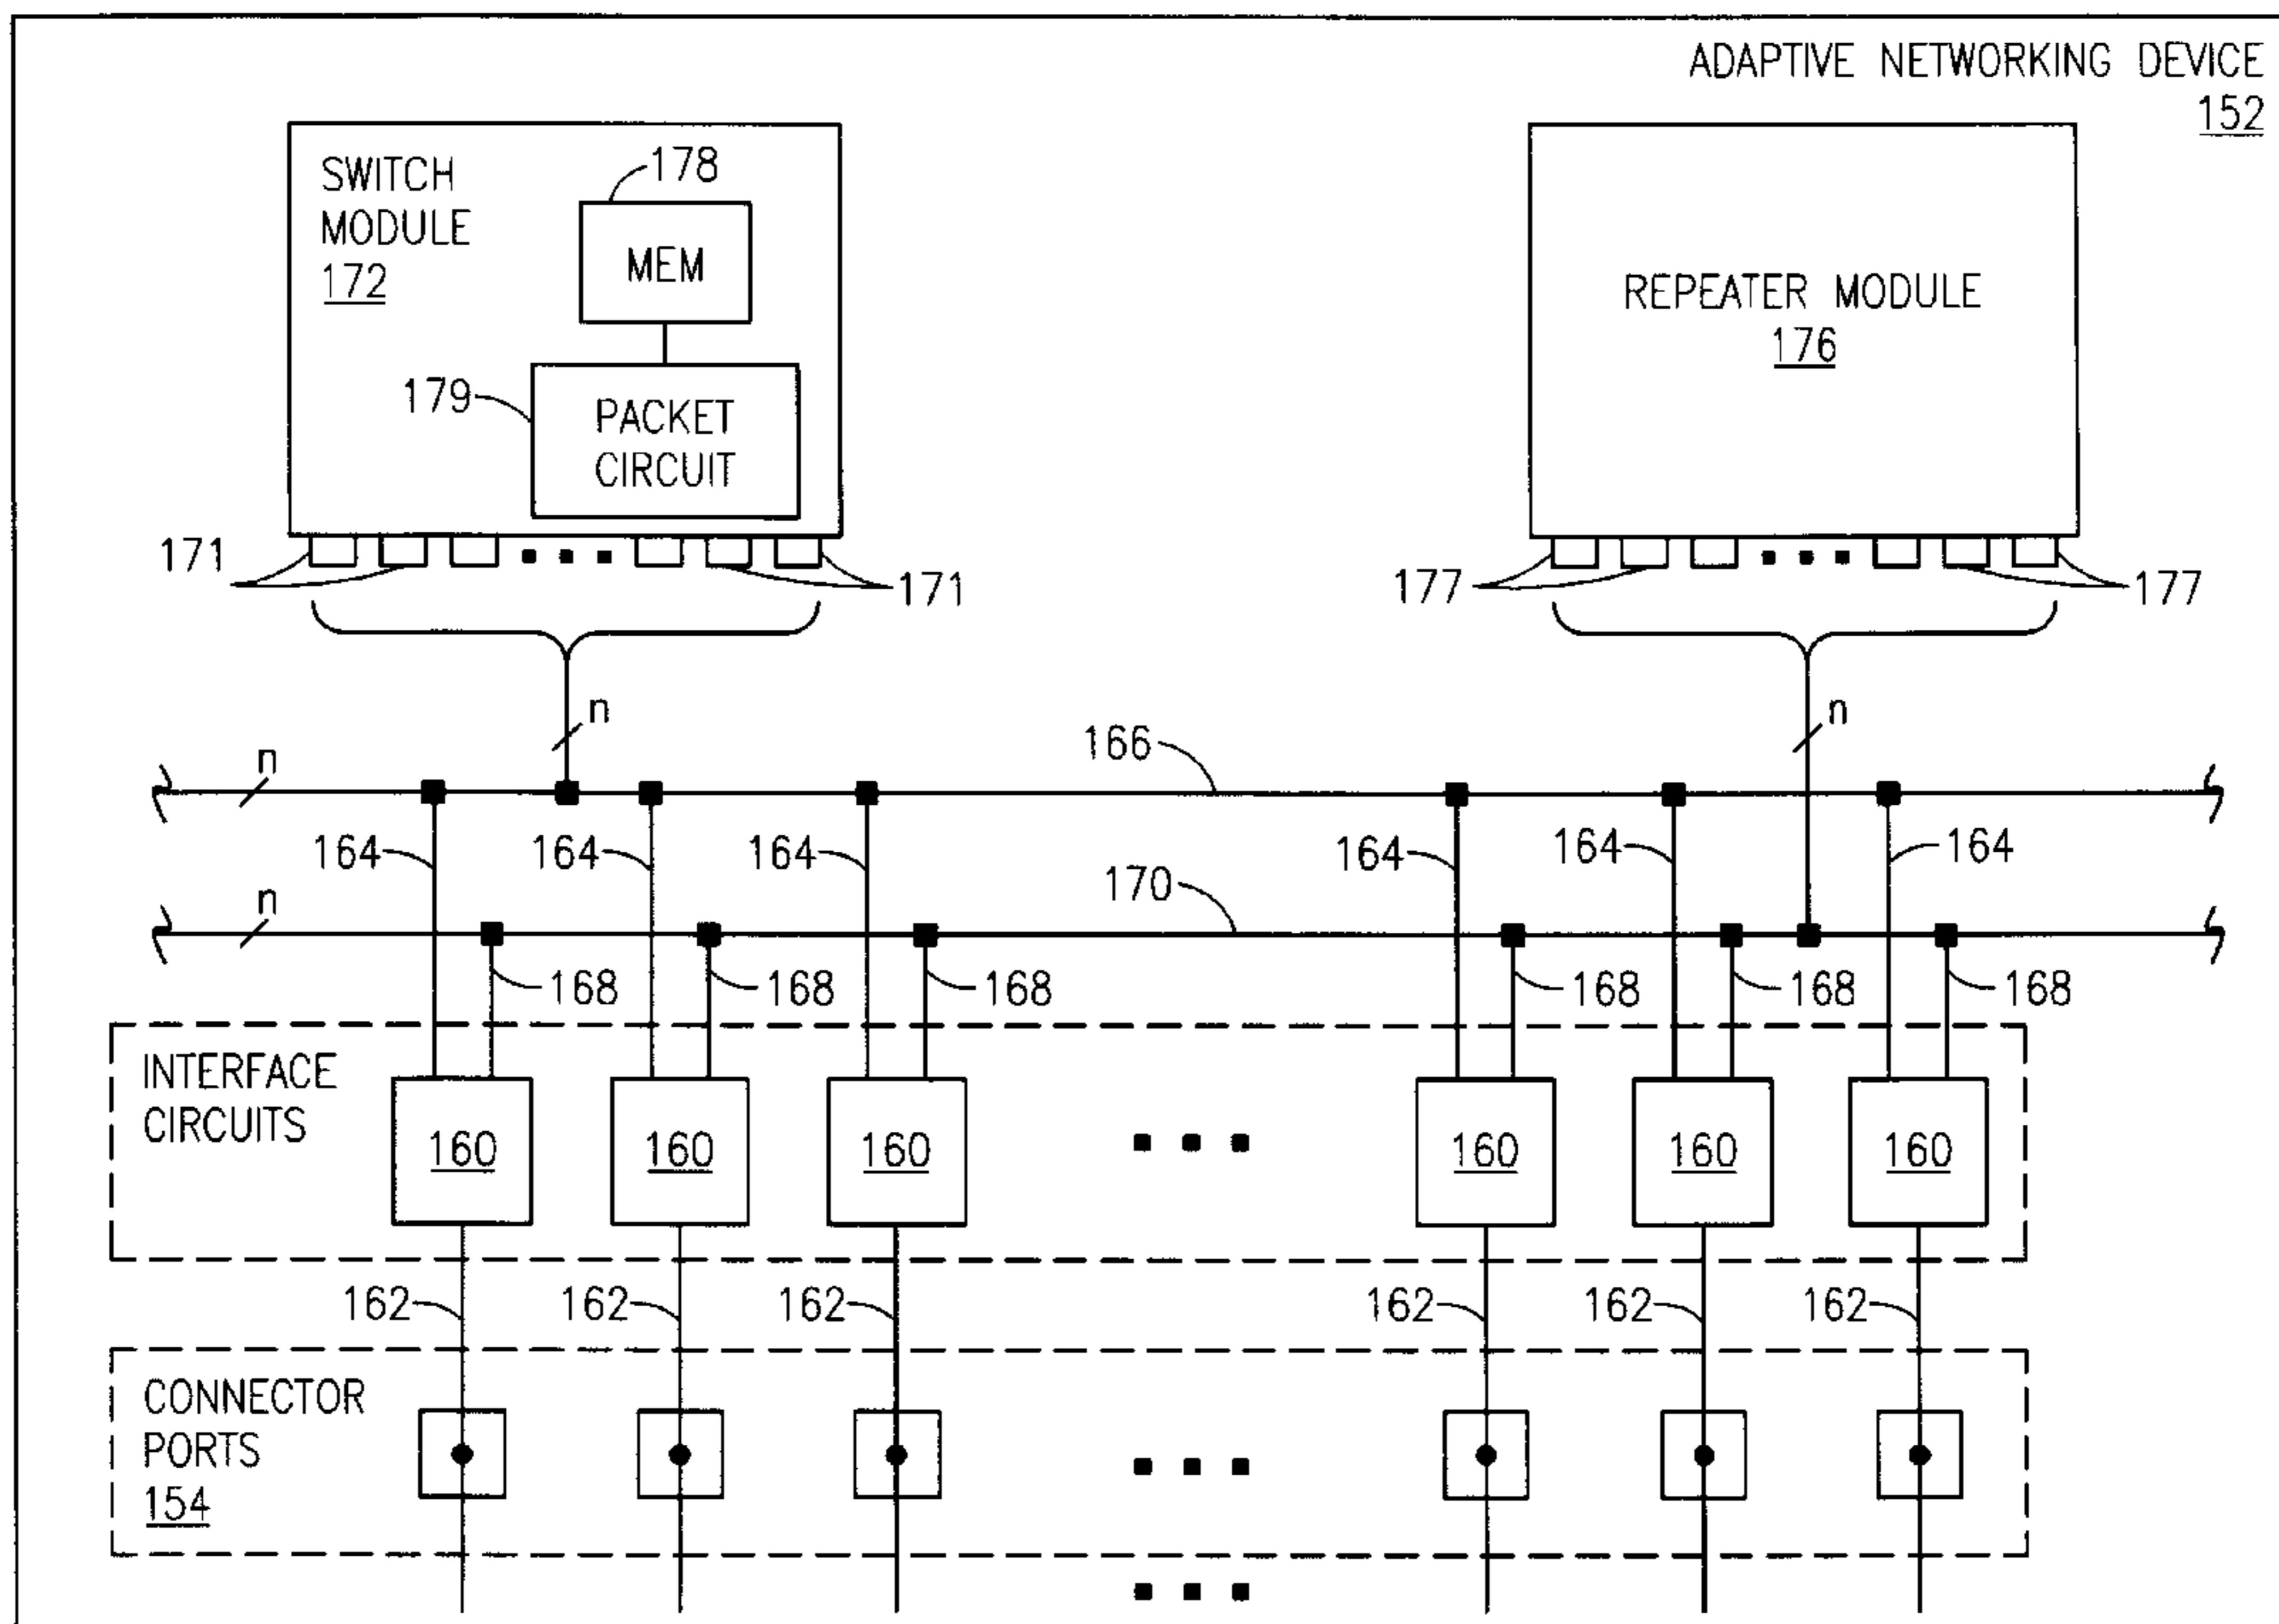 ADAPTIVE NETWORKING DEVICE
152
SWITCH
MODULE
172
178
MEM
179
PACKET
CIRCUIT
REPEATER MODULE
176
171
171
177
177
n
n
n
166
164
164
164
164
164
164
n
170
168
168
168
168
168
168
INTERFACE
CIRCUITS
160
160
160
160
160
160
162
162
162
162
162
162
CONNECTOR
PORTS
154